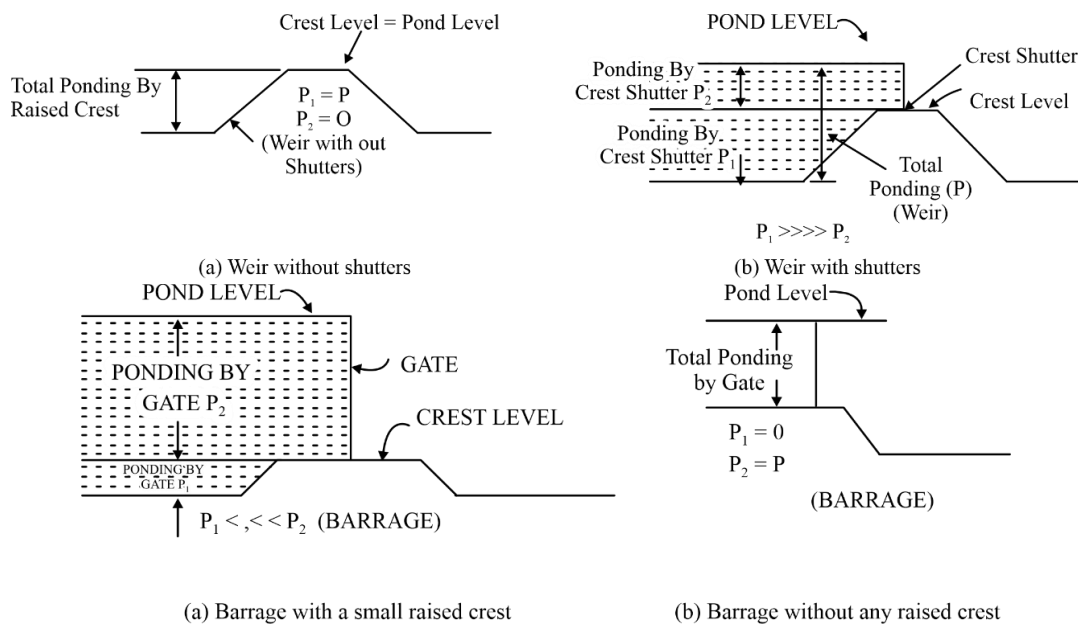 Crest Level = Pond Level
Total Ponding By
Raised Crest
P₁ = P
P₂ = O
(Weir with out
Shutters)
(a) Weir without shutters
POND LEVEL
Ponding By
Crest Shutter P₂
Crest Shutter
Crest Level
Ponding By
Crest Shutter P₁
Total
Ponding (P)
(Weir)
P₁ >>>> P₂
(b) Weir with shutters
POND LEVEL
PONDING BY
GATE P₂
GATE
CREST LEVEL
PONDING BY
GATE P₁
P₁ < ,< < P₂ (BARRAGE)
(a) Barrage with a small raised crest
Pond Level
Total Ponding
by Gate
P₁ = 0
P₂ = P
(BARRAGE)
(b) Barrage without any raised crest